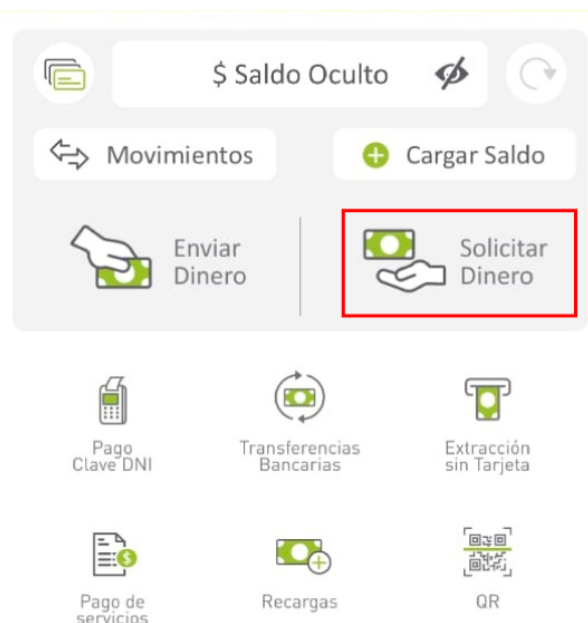 $ Saldo Oculto
Movimientos
Cargar Saldo
Enviar
Dinero
Solicitar
Dinero
Pago
Clave DNI
Transferencias
Bancarias
Extracción
sin Tarjeta
Pago de
servicios
Recargas
QR